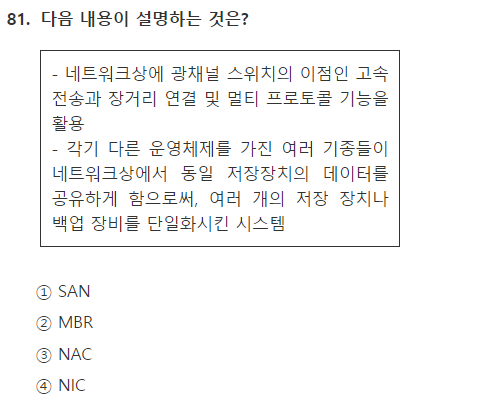 81. 다음 내용이 설명하는 것은?
- 네트워크상에 광채널 스위치의 이점인 고속
전송과 장거리 연결 및 멀티 프로토콜 기능을
활용
- 각기 다른 운영체제를 가진 여러 기종들이
네트워크상에서 동일 저장장치의 데이터를
공유하게 함으로써, 여러 개의 저장 장치나
백업 장비를 단일화시킨 시스템
① SAN
② MBR
③ NAC
④ NIC